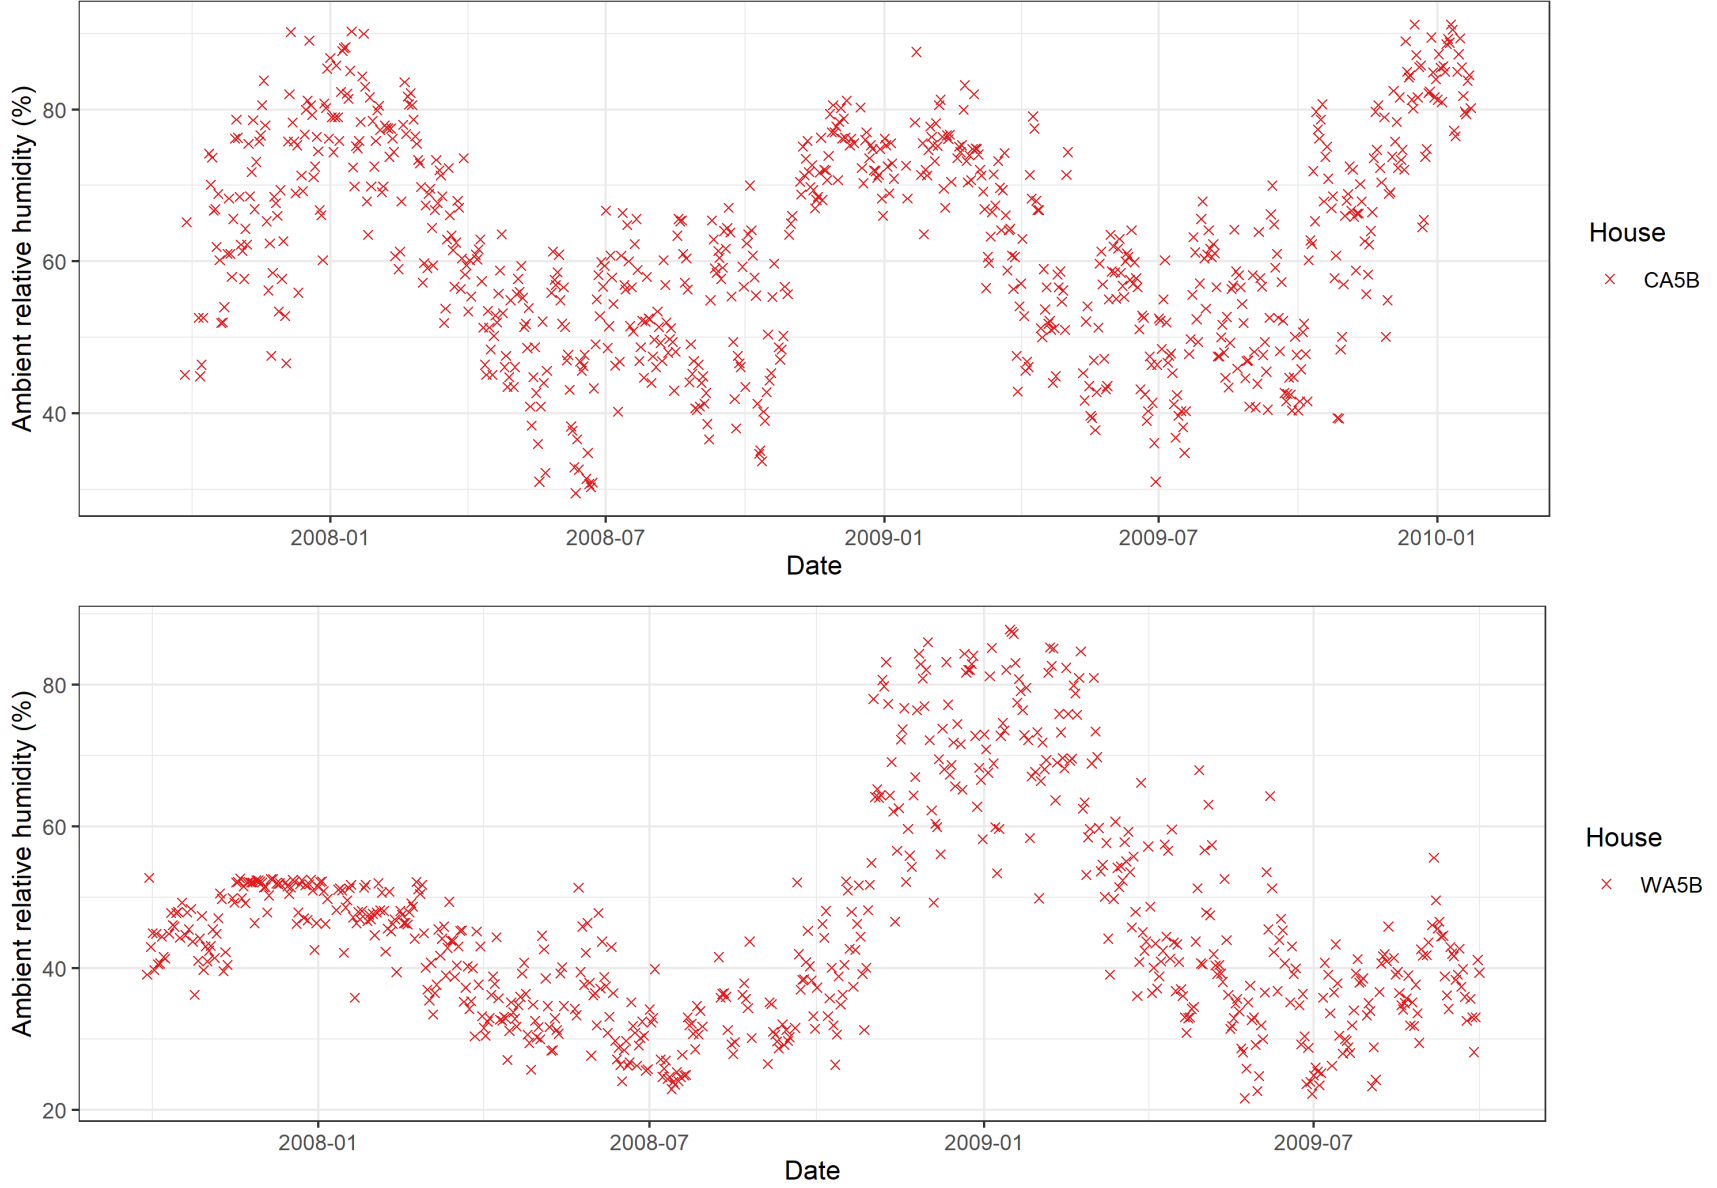 Ambient relative humidity (%)
80
60
40
2008-01 2008-07 2009-01 2009-07 2010-01
Date
House
CA5B
Ambient relative humidity (%)
80
60
40
20
2008-01 2008-07 2009-01 2009-07
Date
House
WA5B